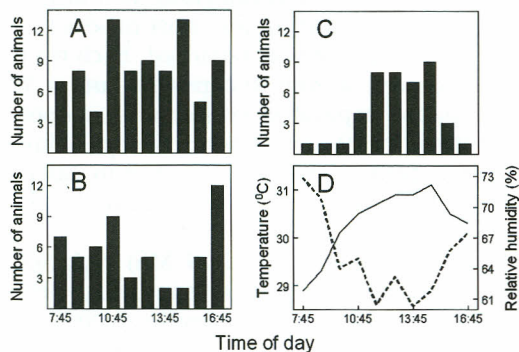 A
Number of animals
12
9
6
3
C
Number of animals
12
9
6
3
B
Number of animals
12
9
6
3
7:45
10:45
13:45
16:45
D
Temperature (⁰C)
31
30
29
Relative humidity (%)
73
70
67
64
61
7:45
10:45
13:45
16:45
Time of day